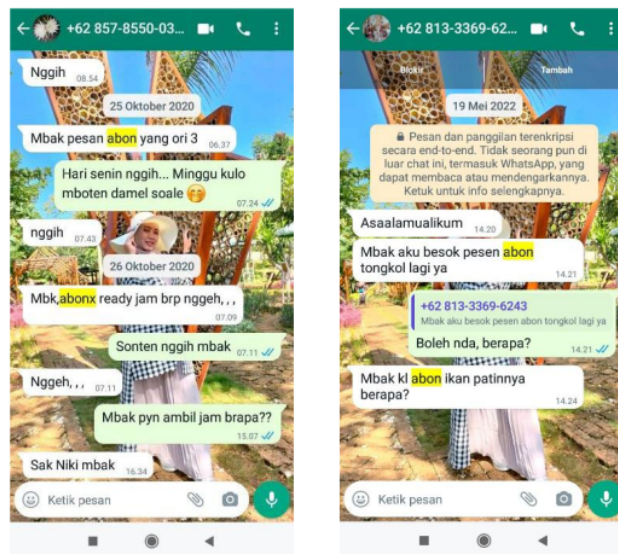 +62 857-8550-03...
Nggih
08.54
25 Oktober 2020
Mbak pesan abon yang ori 3
06.37
Hari senin nggih... Minggu kulo
mboten damel soale
07.24
nggih
07.43
26 Oktober 2020
Mbk,abonx ready jam brp nggeh, , ,
07.09
Sonten nggih mbak
07.11
Nggeh, , ,
07.11
Mbak pyn ambil jam brapa??
15.07
Sak Niki mbak
16.34
Ketik pesan
+62 813-3369-62...
Blokir
Tambah
19 Mei 2022
Pesan dan panggilan terenkripsi
secara end-to-end. Tidak seorang pun di
luar chat ini, termasuk WhatsApp, yang
dapat membaca atau mendengarkannya.
Ketuk untuk info selengkapnya.
Asaalamualikum
14.20
Mbak aku besok pesen abon
tongkol lagi ya
14.21
+62 813-3369-6243
Mbak aku besok pesen abon tongkol lagi ya
Boleh nda, berapa?
14.21
Mbak kl abon ikan patinnya
berapa?
14.24
Ketik pesan